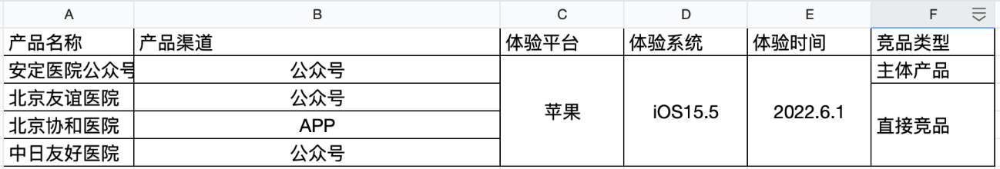 A B C D E F
产品名称 产品渠道 体验平台 体验系统 体验时间 竞品类型
安定医院公众号 公众号 主体产品
北京友谊医院 公众号
苹果 iOS15.5 2022.6.1
北京协和医院 APP 直接竞品
中日友好医院 公众号